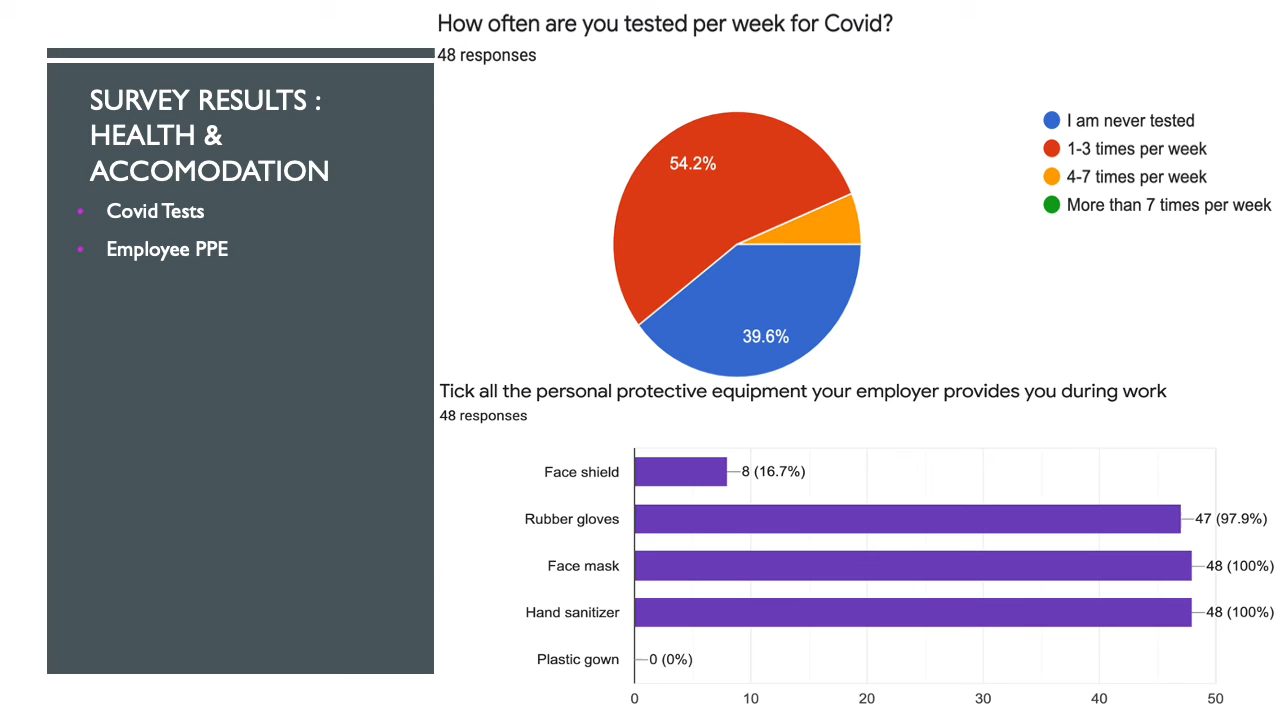 How often are you tested per week for Covid?
48 responses
SURVEY RESULTS :
HEALTH &
ACCOMODATION
• Covid Tests
• Employee PPE
54.2%
39.6%
I am never tested
1-3 times per week
4-7 times per week
More than 7 times per week
Tick all the personal protective equipment your employer provides you during work
48 responses
Face shield 8 (16.7%)
Rubber gloves 47 (97.9%)
Face mask 48 (100%)
Hand sanitizer 48 (100%)
Plastic gown 0 (0%)
0 10 20 30 40 50